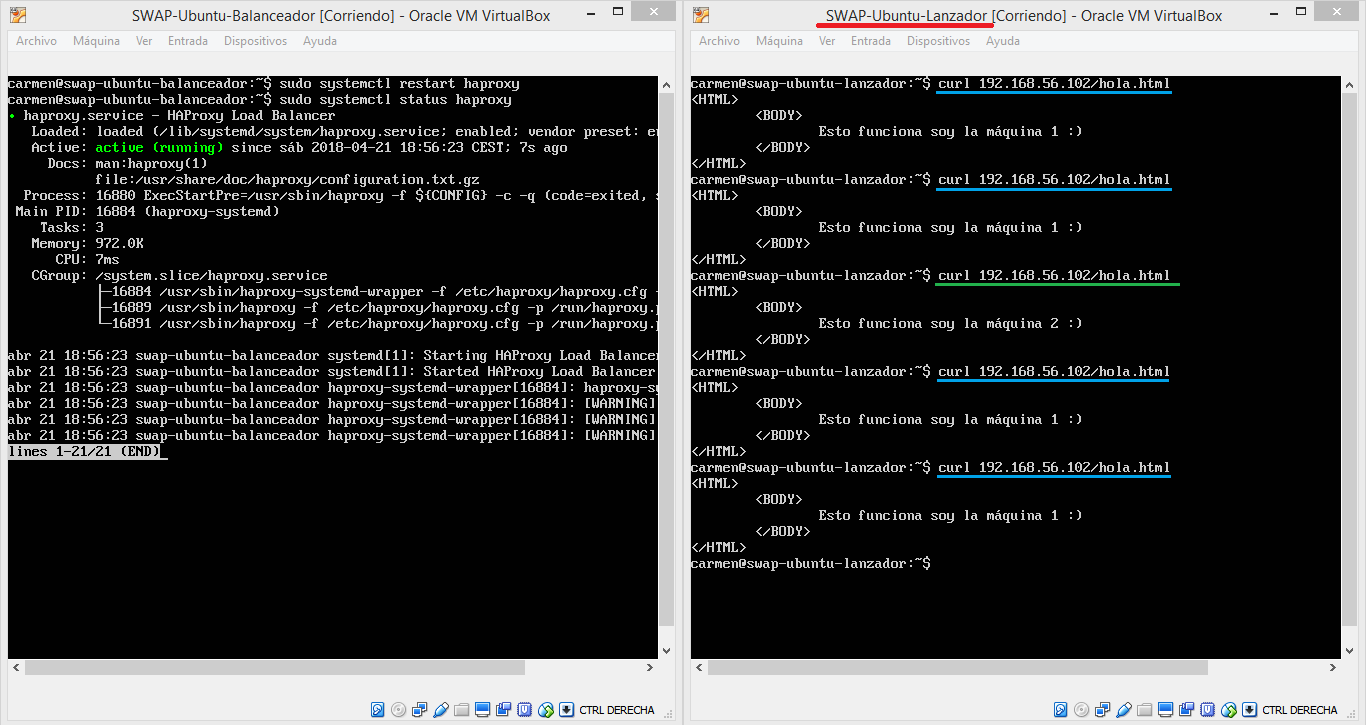 SWAP-Ubuntu-Balanceador [Corriendo] - Oracle VM VirtualBox
Archivo Máquina Ver Entrada Dispositivos Ayuda
carmen@swap-ubuntu-balanceador:~$ sudo systemctl restart haproxy
carmen@swap-ubuntu-balanceador:~$ sudo systemctl status haproxy
● haproxy.service - HAProxy Load Balancer
Loaded: loaded (/lib/systemd/system/haproxy.service; enabled; vendor preset:
Active: active (running) since sáb 2018-04-21 18:56:23 CEST; 7s ago
Docs: man:haproxy(1)
file:/usr/share/doc/haproxy/configuration.txt.gz
Process: 16880 ExecStartPre=/usr/sbin/haproxy -f ${CONFIG} -c -q (code=exited,
Main PID: 16884 (haproxy-systemd)
Tasks: 3
Memory: 972.0K
CPU: 7ms
CGroup: /system.slice/haproxy.service
├─16884 /usr/sbin/haproxy-systemd-wrapper -f /etc/haproxy/haproxy.cfg -
├─16889 /usr/sbin/haproxy -f /etc/haproxy/haproxy.cfg -p /run/haproxy.
└─16891 /usr/sbin/haproxy -f /etc/haproxy/haproxy.cfg -p /run/haproxy.
abr 21 18:56:23 swap-ubuntu-balanceador systemd[1]: Starting HAProxy Load Balancer
abr 21 18:56:23 swap-ubuntu-balanceador systemd[1]: Started HAProxy Load Balancer
abr 21 18:56:23 swap-ubuntu-balanceador haproxy-systemd-wrapper[16884]: haproxy-s
abr 21 18:56:23 swap-ubuntu-balanceador haproxy-systemd-wrapper[16884]: [WARNING]
abr 21 18:56:23 swap-ubuntu-balanceador haproxy-systemd-wrapper[16884]: [WARNING]
abr 21 18:56:23 swap-ubuntu-balanceador haproxy-systemd-wrapper[16884]: [WARNING]
lines 1-21/21 (END)
CTRL DERECHA
SWAP-Ubuntu-Lanzador [Corriendo] - Oracle VM VirtualBox
Archivo Máquina Ver Entrada Dispositivos Ayuda
carmen@swap-ubuntu-lanzador:~$ curl 192.168.56.102/hola.html
<HTML>
<BODY>
Esto funciona soy la máquina 1 :)
</BODY>
</HTML>
carmen@swap-ubuntu-lanzador:~$ curl 192.168.56.102/hola.html
<HTML>
<BODY>
Esto funciona soy la máquina 1 :)
</BODY>
</HTML>
carmen@swap-ubuntu-lanzador:~$ curl 192.168.56.102/hola.html
<HTML>
<BODY>
Esto funciona soy la máquina 2 :)
</BODY>
</HTML>
carmen@swap-ubuntu-lanzador:~$ curl 192.168.56.102/hola.html
<HTML>
<BODY>
Esto funciona soy la máquina 1 :)
</BODY>
</HTML>
carmen@swap-ubuntu-lanzador:~$ curl 192.168.56.102/hola.html
<HTML>
<BODY>
Esto funciona soy la máquina 1 :)
</BODY>
</HTML>
carmen@swap-ubuntu-lanzador:~$
CTRL DERECHA